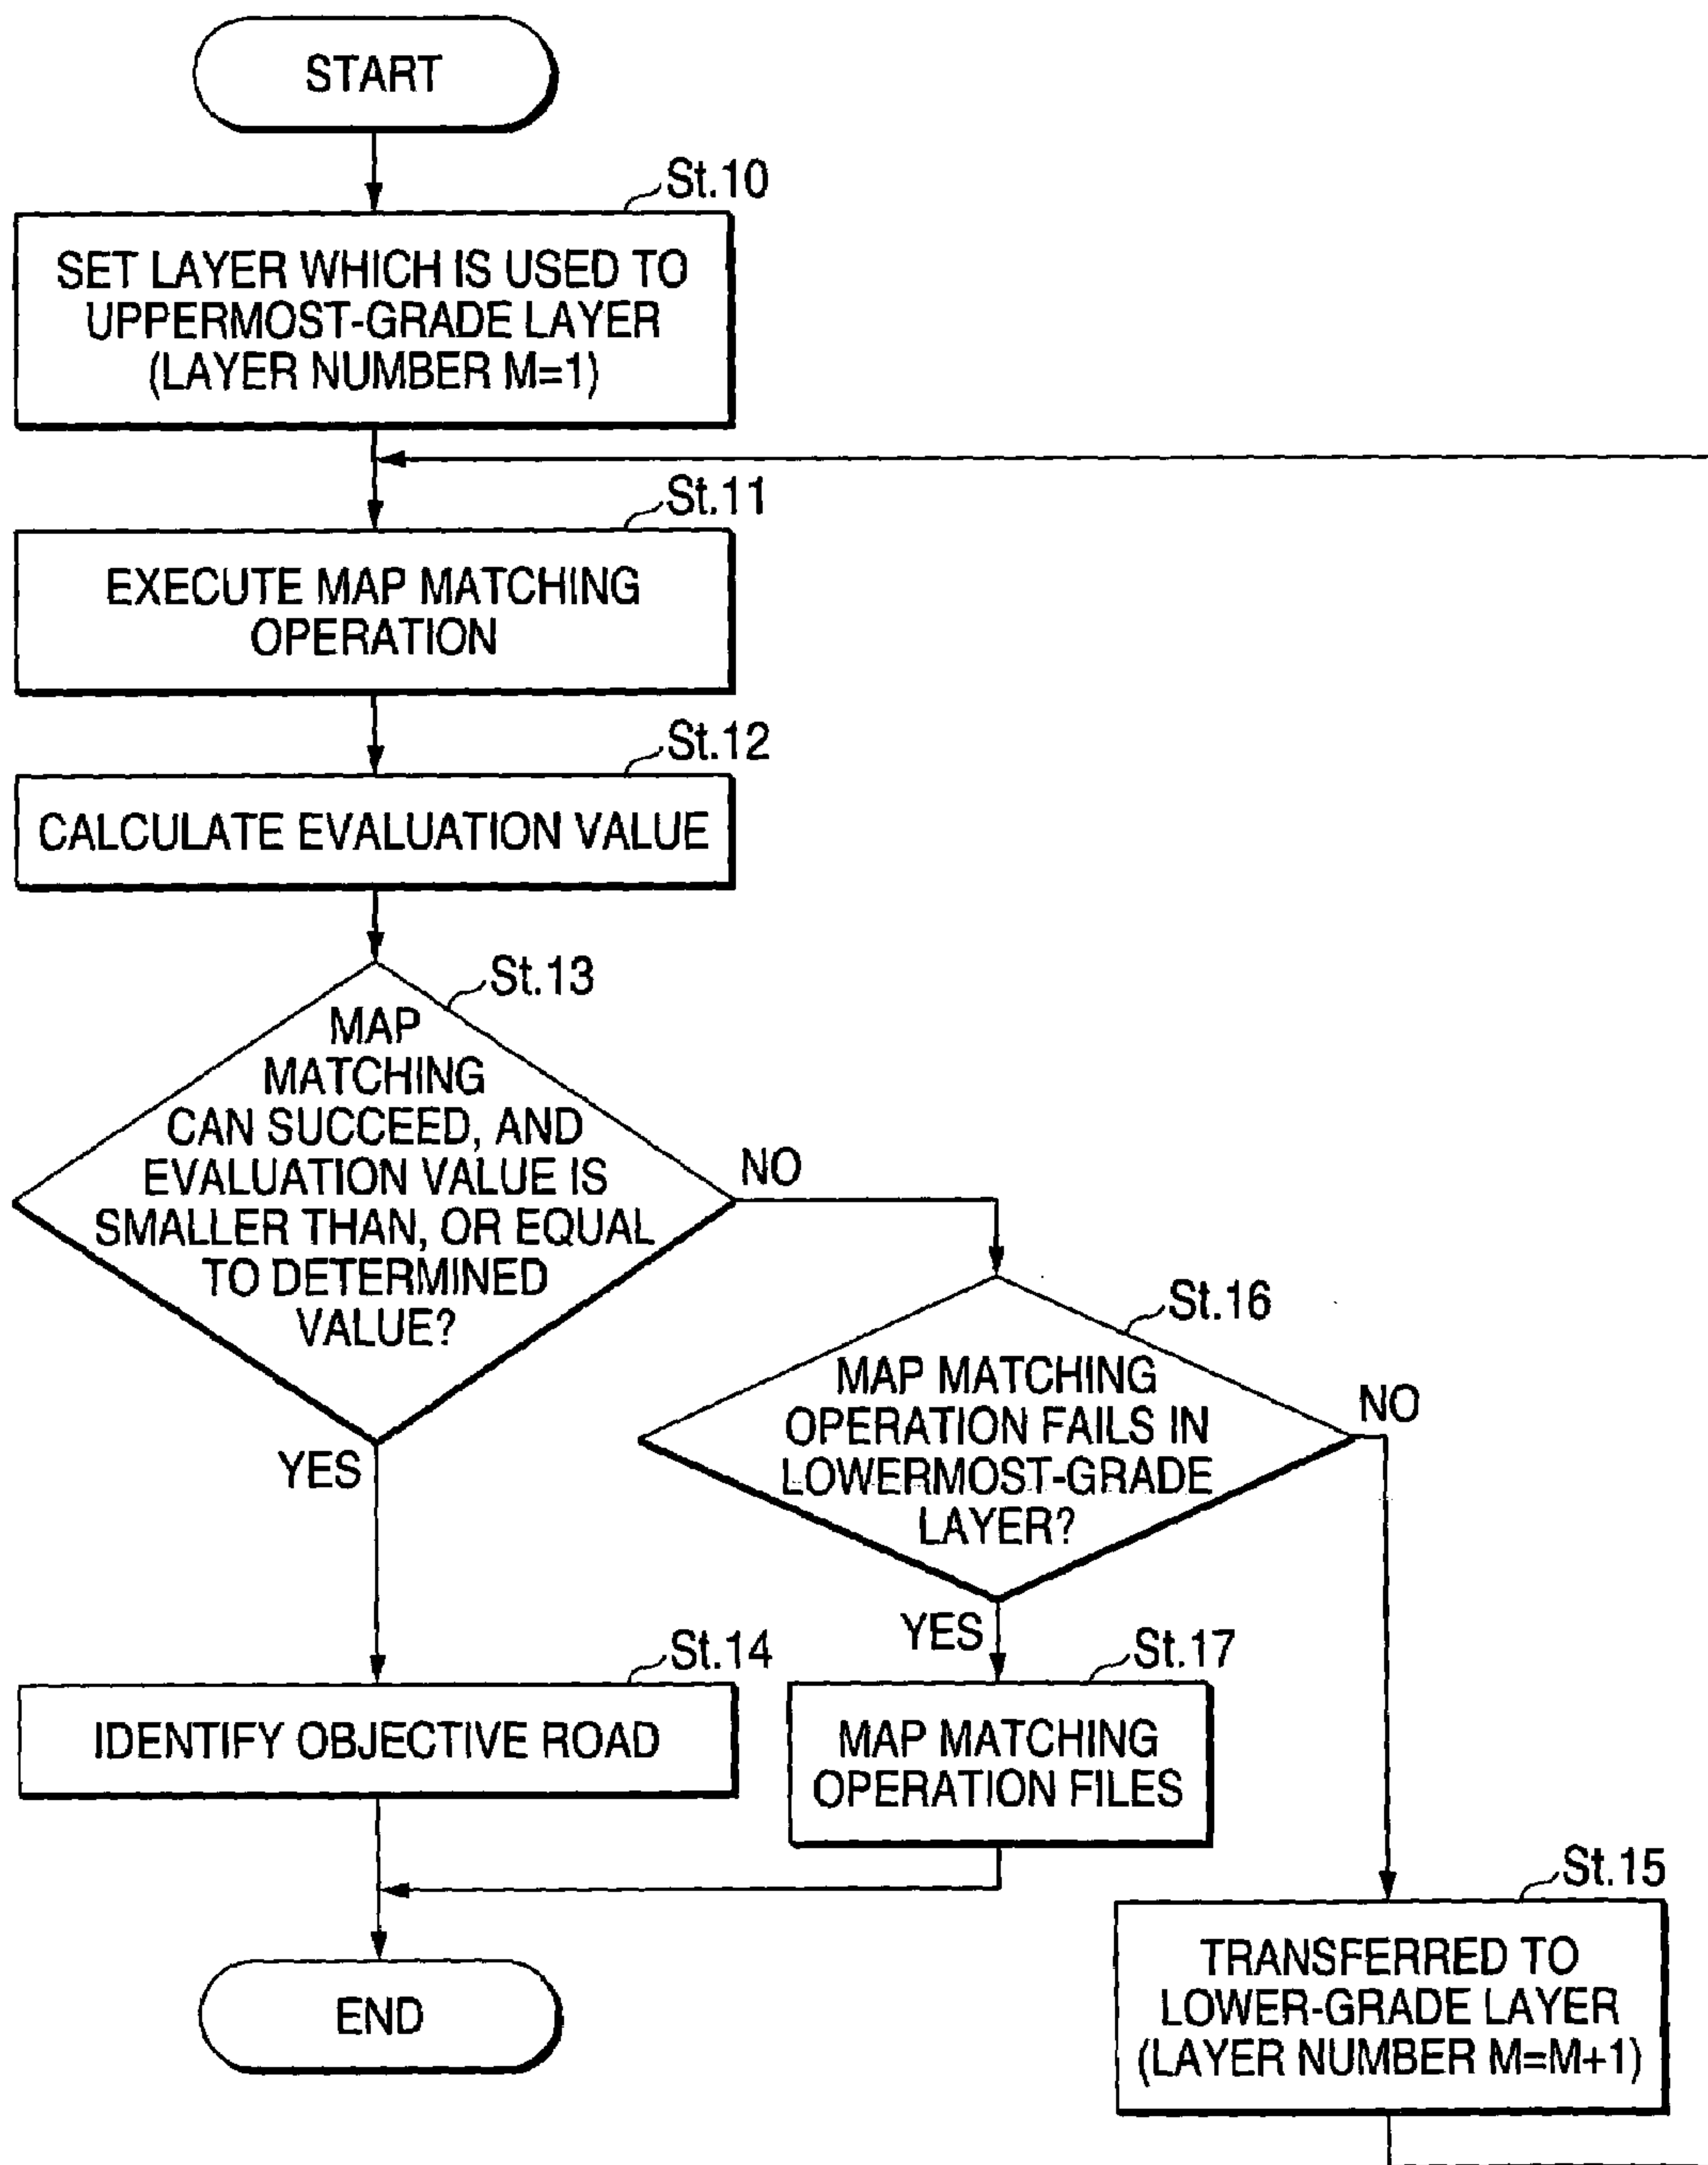 START
St.10
SET LAYER WHICH IS USED TO
UPPERMOST-GRADE LAYER
(LAYER NUMBER M=1)
St.11
EXECUTE MAP MATCHING
OPERATION
St.12
CALCULATE EVALUATION VALUE
St.13
MAP
MATCHING
CAN SUCCEED, AND
EVALUATION VALUE IS
SMALLER THAN, OR EQUAL
TO DETERMINED
VALUE?
NO
YES
St.16
MAP MATCHING
OPERATION FAILS IN
LOWERMOST-GRADE
LAYER?
NO
YES
St.14
IDENTIFY OBJECTIVE ROAD
St.17
MAP MATCHING
OPERATION FILES
St.15
TRANSFERRED TO
LOWER-GRADE LAYER
(LAYER NUMBER M=M+1)
END